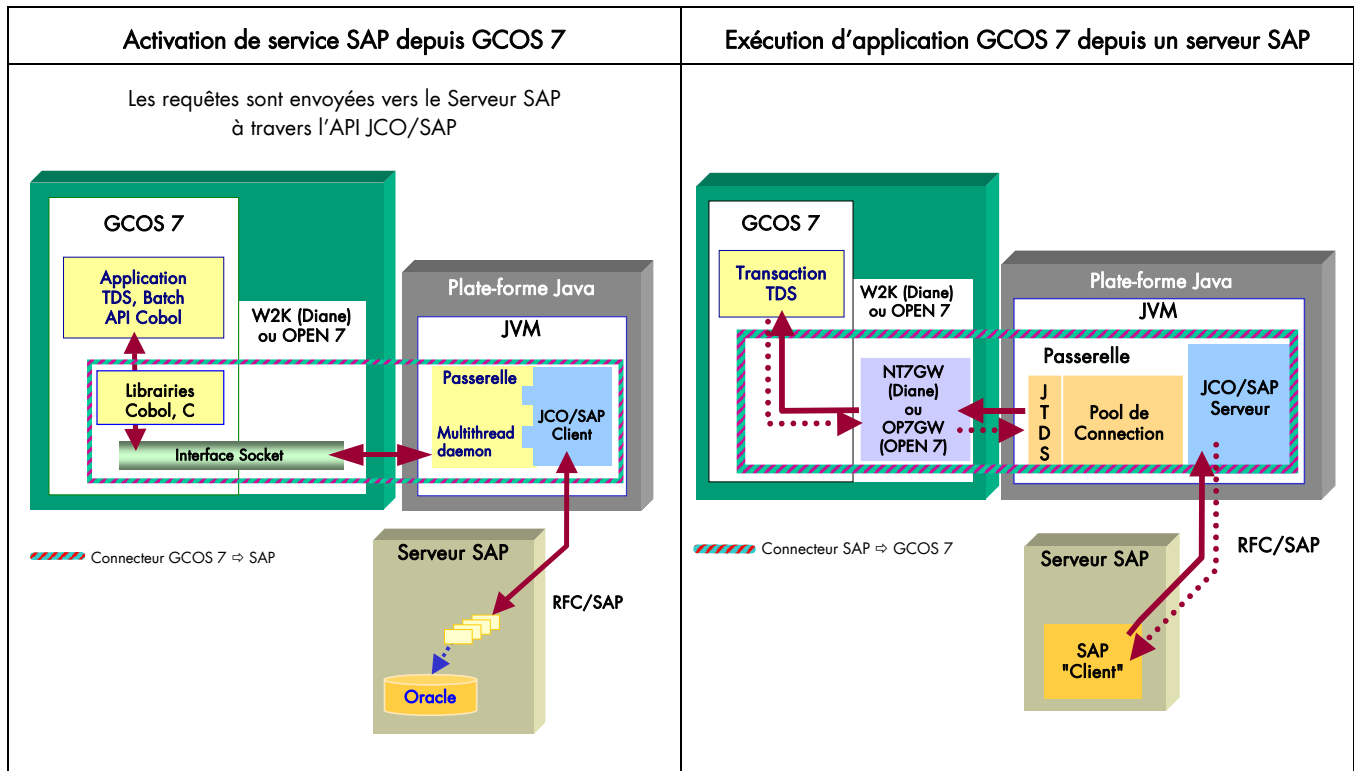 Activation de service SAP depuis GCOS 7
Les requêtes sont envoyées vers le Serveur SAP
à travers l'API JCO/SAP
GCOS 7
Application
TDS, Batch
API Cobol
W2K (Diane)
ou OPEN 7
Librairies
Cobol, C
Interface Socket
Plate-forme Java
JVM
Passerelle
Multithread
daemon
JCO/SAP
Client
Connecteur GCOS 7 ⇨ SAP
Serveur SAP
RFC/SAP
Oracle
Exécution d'application GCOS 7 depuis un serveur SAP
GCOS 7
Transaction
TDS
W2K (Diane)
ou OPEN 7
NT7GW
(Diane)
ou
OP7GW
(OPEN 7)
Plate-forme Java
JVM
Passerelle
J
T
D
S
Pool de
Connection
JCO/SAP
Serveur
Connecteur SAP ⇨ GCOS 7
Serveur SAP
RFC/SAP
SAP
"Client"